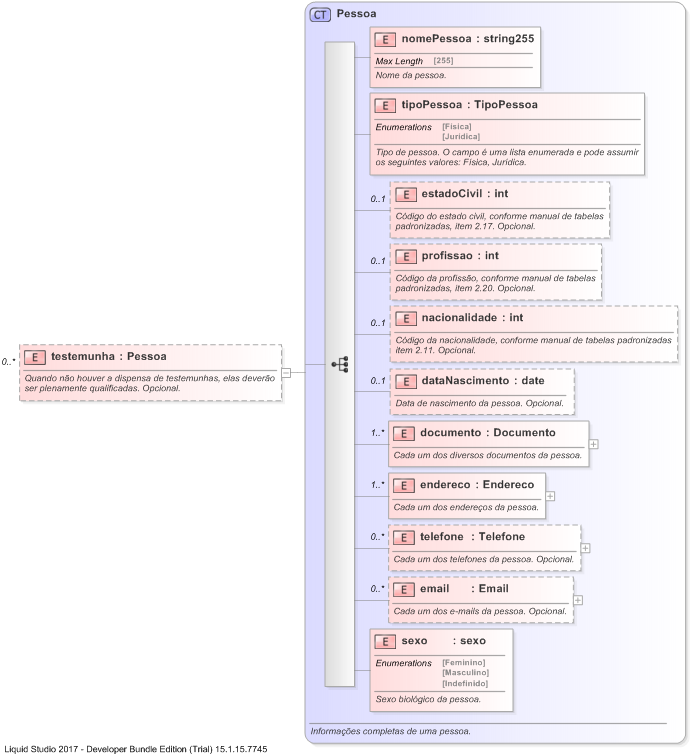 CT Pessoa
E nomePessoa : string255
Max Length [255]
Nome da pessoa.
E tipoPessoa : TipoPessoa
Enumerations [Fisica]
[Juridica]
Tipo de pessoa. O campo é uma lista enumerada e pode assumir
os seguintes valores: Fisica, Juridica.
0..1 E estadoCivil : int
Código do estado civil, conforme manual de tabelas
padronizadas, item 2.17. Opcional.
0..1 E profissao : int
Código da profissão, conforme manual de tabelas
padronizadas, item 2.20. Opcional.
0..1 E nacionalidade : int
Código da nacionalidade, conforme manual de tabelas padronizadas
item 2.11. Opcional.
0..* E testemunha : Pessoa
Quando não houver a dispensa de testemunhas, elas deverão
ser plenamente qualificadas. Opcional.
0..1 E dataNascimento : date
Data de nascimento da pessoa. Opcional.
1..* E documento : Documento
Cada um dos diversos documentos da pessoa.
1..* E endereco : Endereco
Cada um dos endereços da pessoa.
0..* E telefone : Telefone
Cada um dos telefones da pessoa. Opcional.
0..* E email : Email
Cada um dos e-mails da pessoa. Opcional.
E sexo : sexo
Enumerations [Feminino]
[Masculino]
[Indefinido]
Sexo biológico da pessoa.
Informações completas de uma pessoa.
Liquid Studio 2017 - Developer Bundle Edition (Trial) 15.1.15.7745